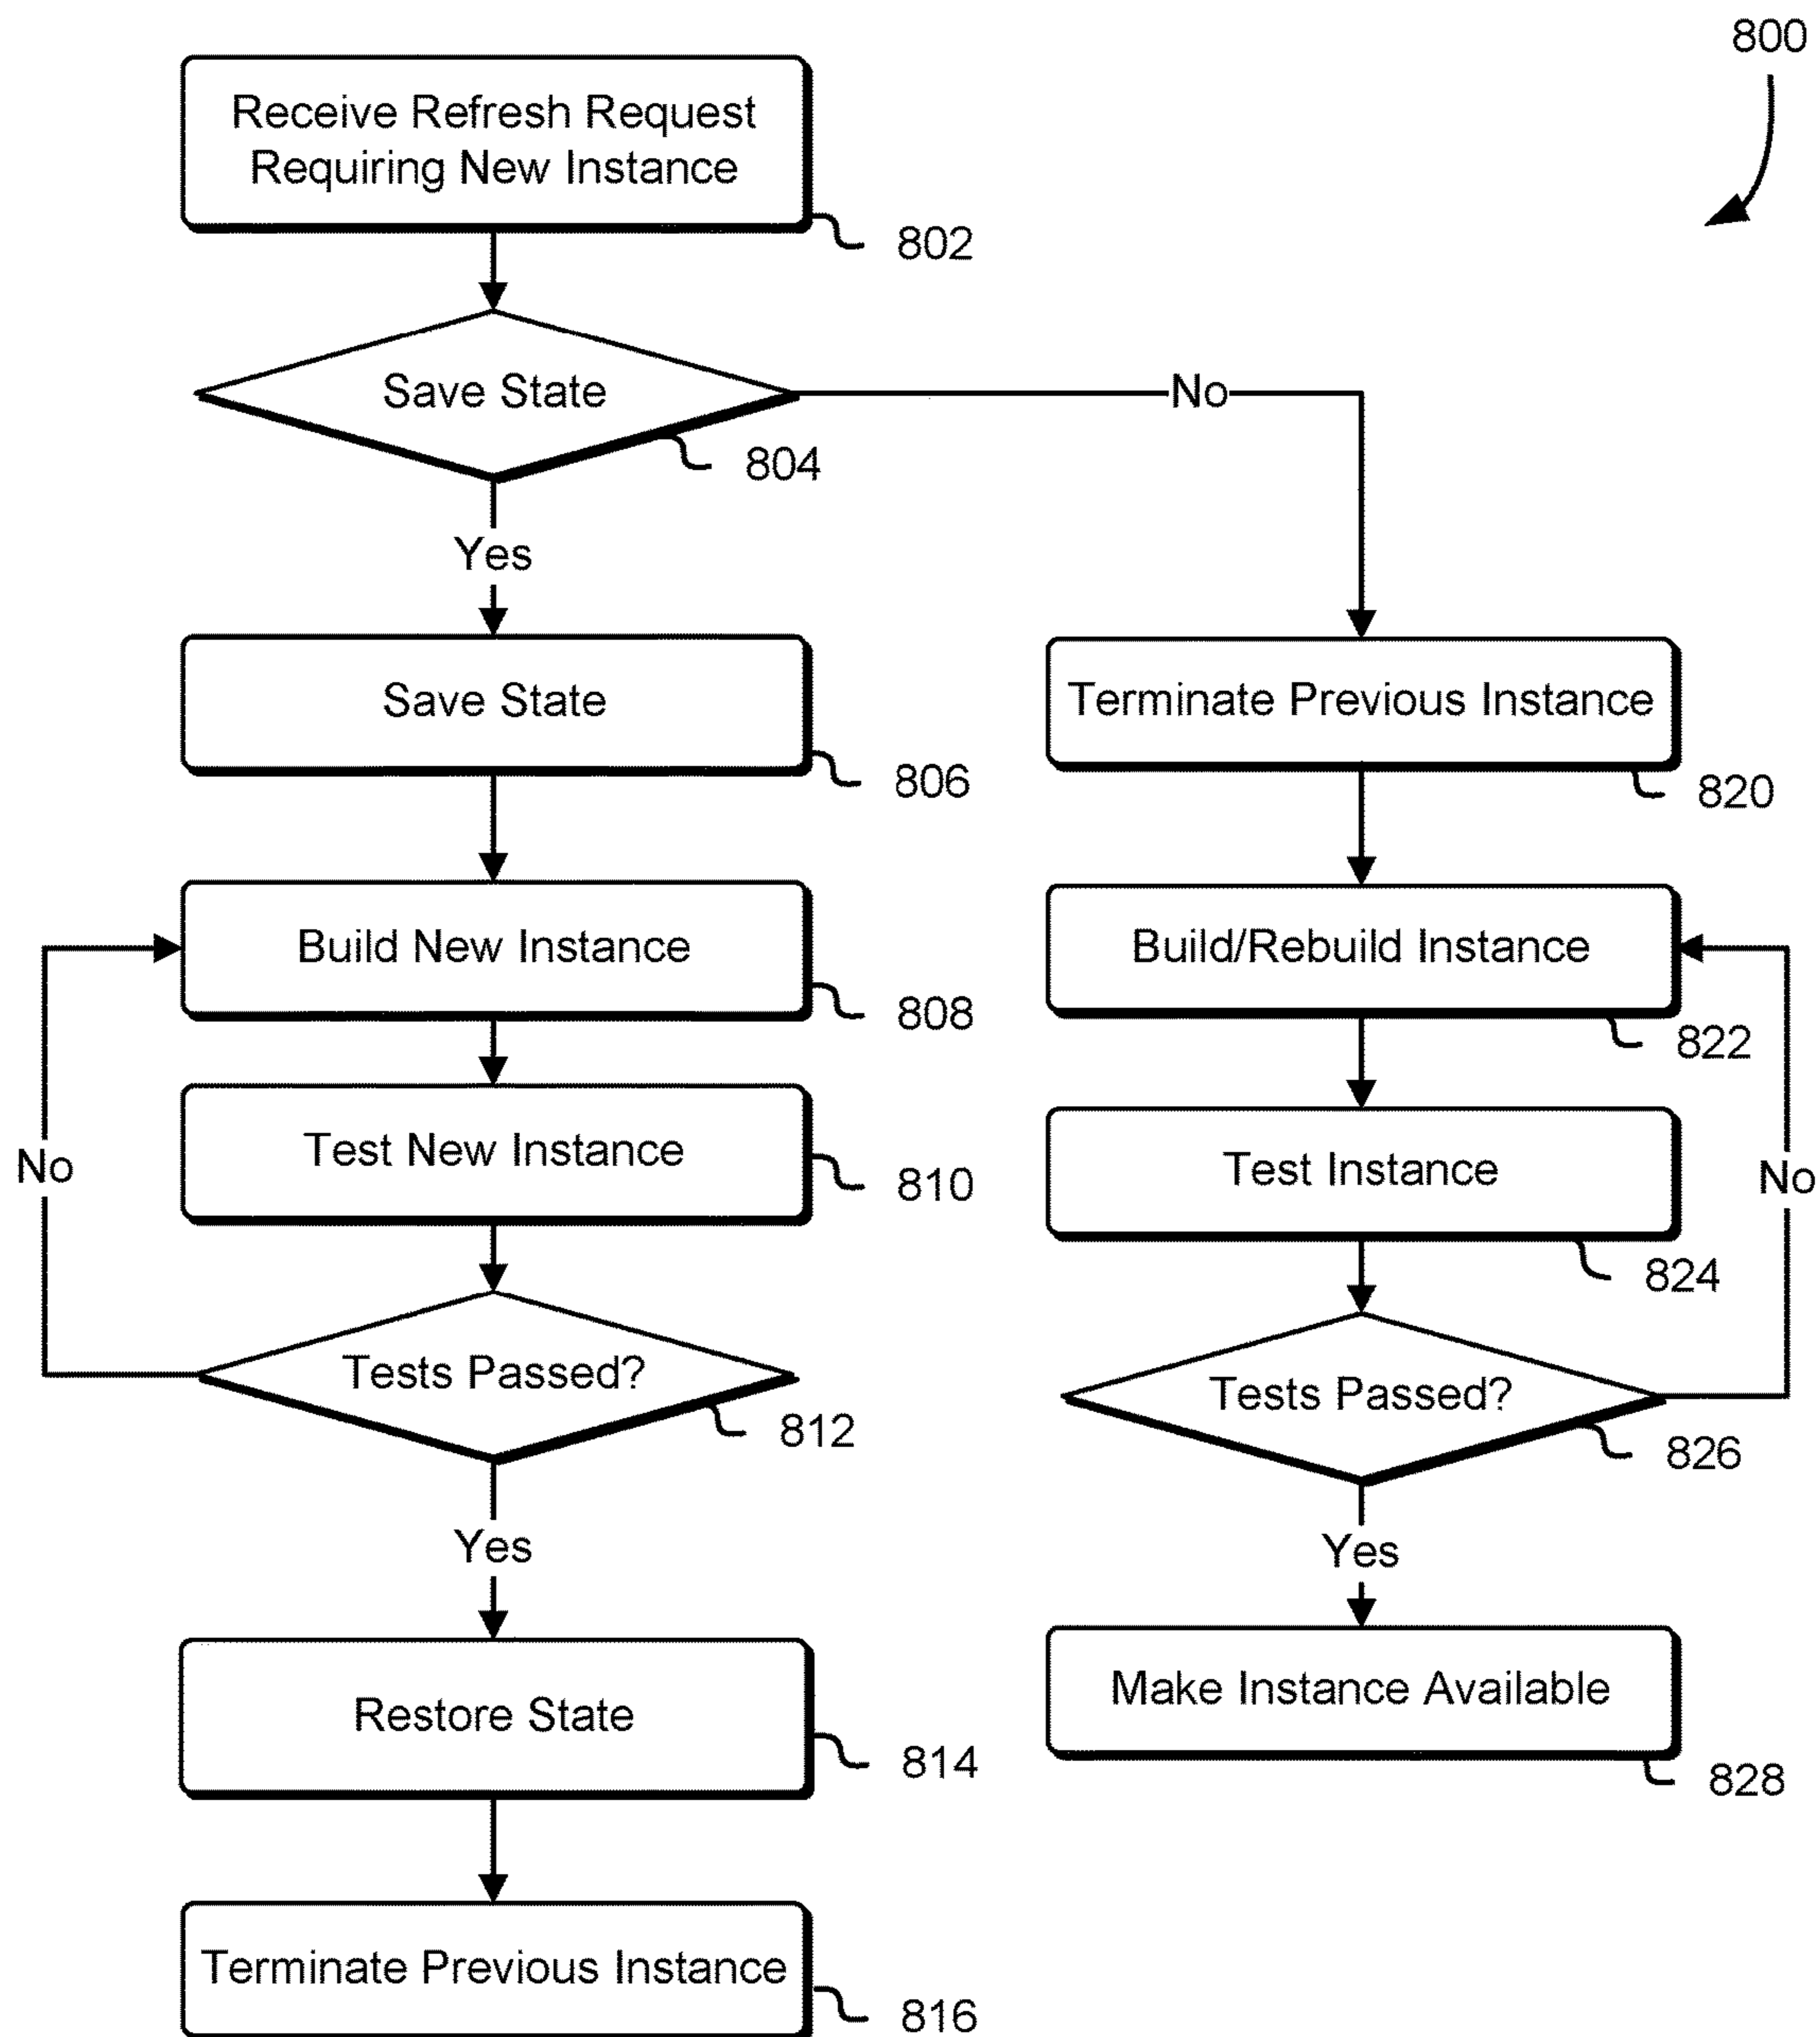 800
Receive Refresh Request
Requiring New Instance
802
Save State
804
No
Yes
Save State
806
Terminate Previous Instance
820
Build New Instance
808
Build/Rebuild Instance
822
Test New Instance
810
Test Instance
824
No
No
Tests Passed?
812
Tests Passed?
826
Yes
Yes
Restore State
814
Make Instance Available
828
Terminate Previous Instance
816